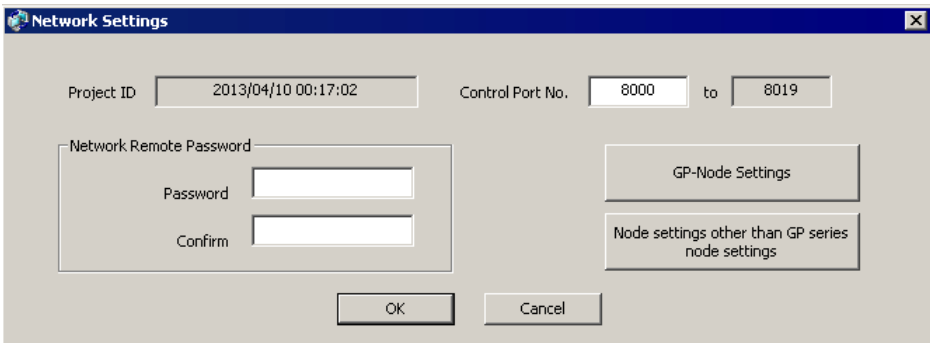 Network Settings
Project ID 2013/04/10 00:17:02 Control Port No. 8000 to 8019
Network Remote Password
Password
Confirm
GP-Node Settings
Node settings other than GP series
node settings
OK Cancel